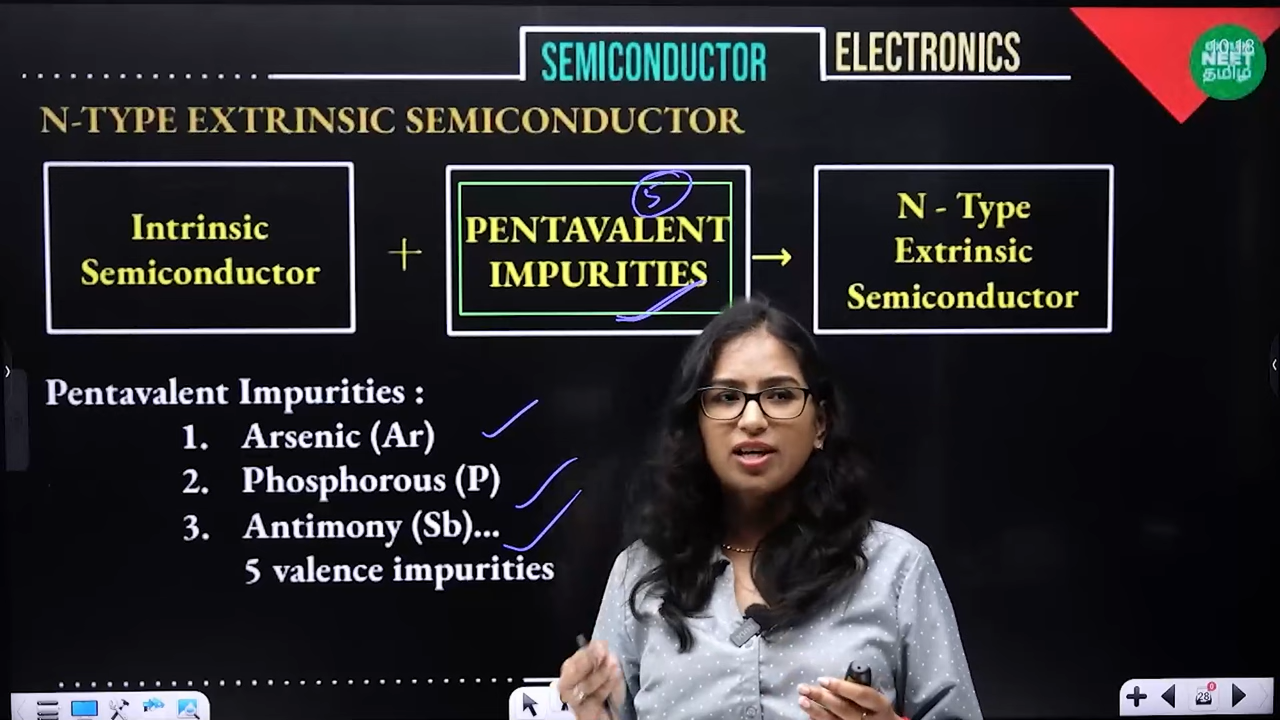 SEMICONDUCTOR ELECTRONICS
NEET
தமிழ்
N-TYPE EXTRINSIC SEMICONDUCTOR
Intrinsic
Semiconductor
+
5
PENTAVALENT
IMPURITIES
→
N - Type
Extrinsic
Semiconductor
Pentavalent Impurities :
1. Arsenic (Ar)
2. Phosphorous (P)
3. Antimony (Sb)...
5 valence impurities
28